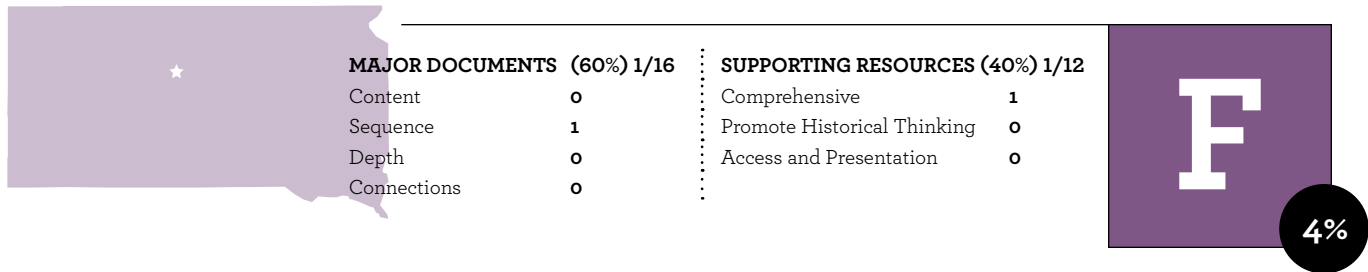 MAJOR DOCUMENTS (60%) 1/16
Content 0
Sequence 1
Depth 0
Connections 0
SUPPORTING RESOURCES (40%) 1/12
Comprehensive 1
Promote Historical Thinking 0
Access and Presentation 0
F
4%